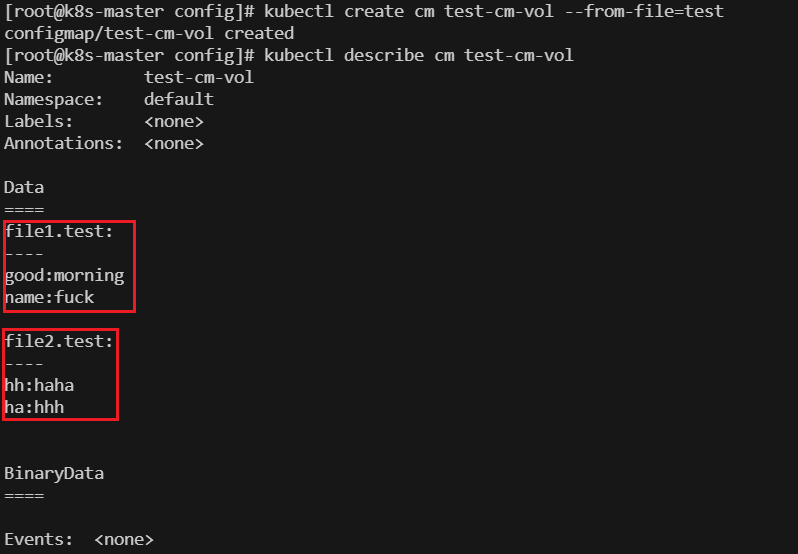 [root@k8s-master config]# kubectl create cm test-cm-vol --from-file=test
configmap/test-cm-vol created
[root@k8s-master config]# kubectl describe cm test-cm-vol
Name:         test-cm-vol
Namespace:    default
Labels:       <none>
Annotations:  <none>

Data
====
file1.test:
----
good:morning
name:fuck

file2.test:
----
hh:haha
ha:hhh


BinaryData
====

Events:  <none>